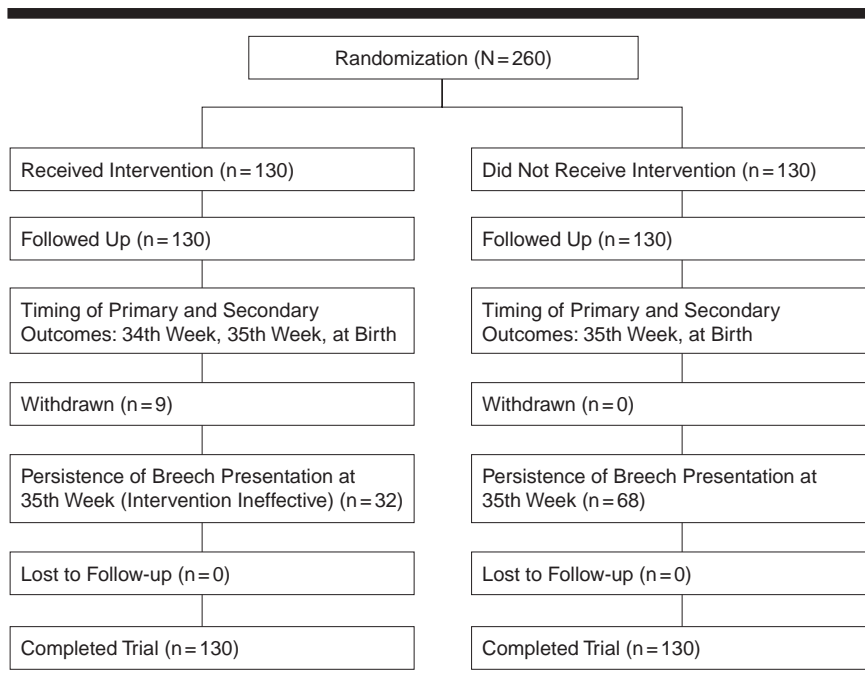 Randomization (N=260)
Received Intervention (n=130)
Followed Up (n=130)
Timing of Primary and Secondary
Outcomes: 34th Week, 35th Week, at Birth
Withdrawn (n=9)
Persistence of Breech Presentation at
35th Week (Intervention Ineffective) (n=32)
Lost to Follow-up (n=0)
Completed Trial (n=130)
Did Not Receive Intervention (n=130)
Followed Up (n=130)
Timing of Primary and Secondary
Outcomes: 35th Week, at Birth
Withdrawn (n=0)
Persistence of Breech Presentation at
35th Week (n=68)
Lost to Follow-up (n=0)
Completed Trial (n=130)